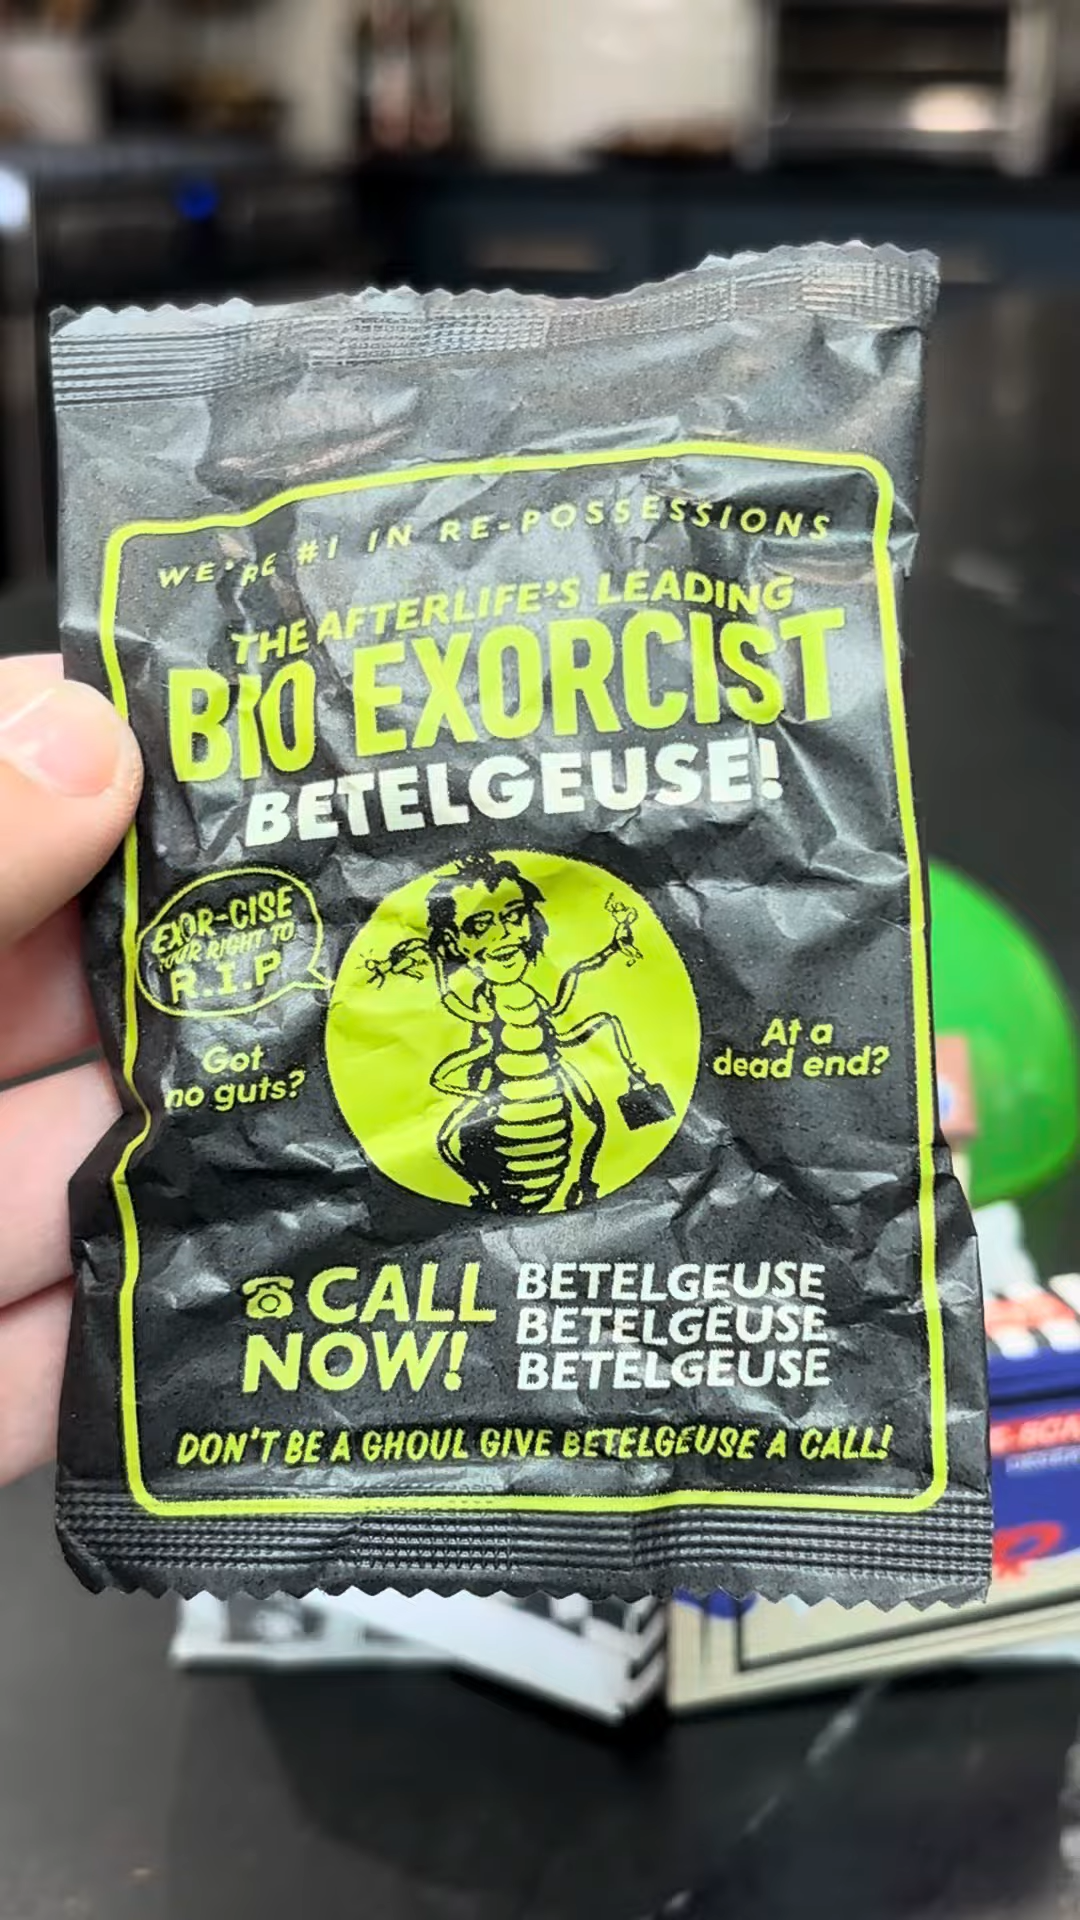 WE'RE #1 IN RE-POSSESSIONS
THE AFTERLIFE'S LEADING
BIO EXORCIST
BETELGEUSE!
EXOR-CISE
YOUR RIGHT TO
R.I.P
Got
no guts?
At a
dead end?
CALL
NOW!
BETELGEUSE
BETELGEUSE
BETELGEUSE
DON'T BE A GHOUL GIVE BETELGEUSE A CALL!